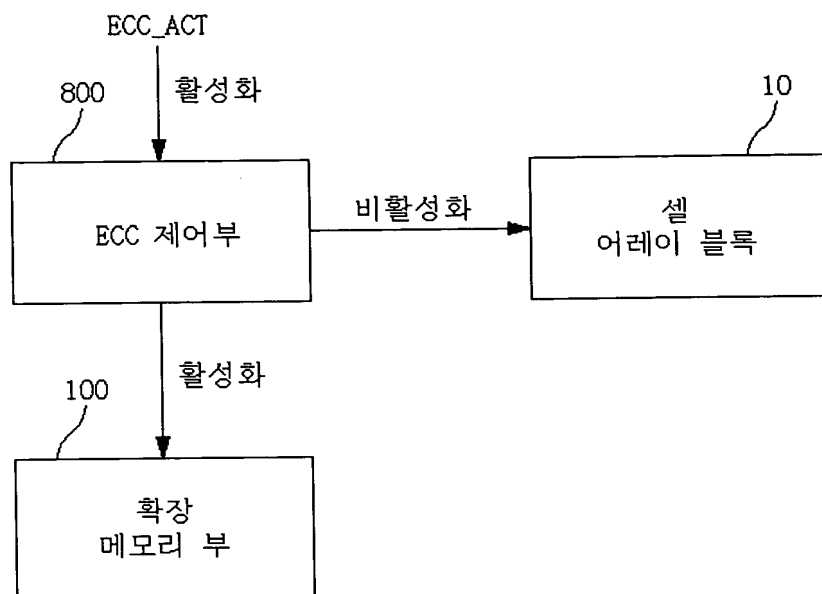 ECC_ACT
활성화
800
10
ECC 제어부
비활성화
셀
어레이 블록
활성화
100
확장
메모리 부